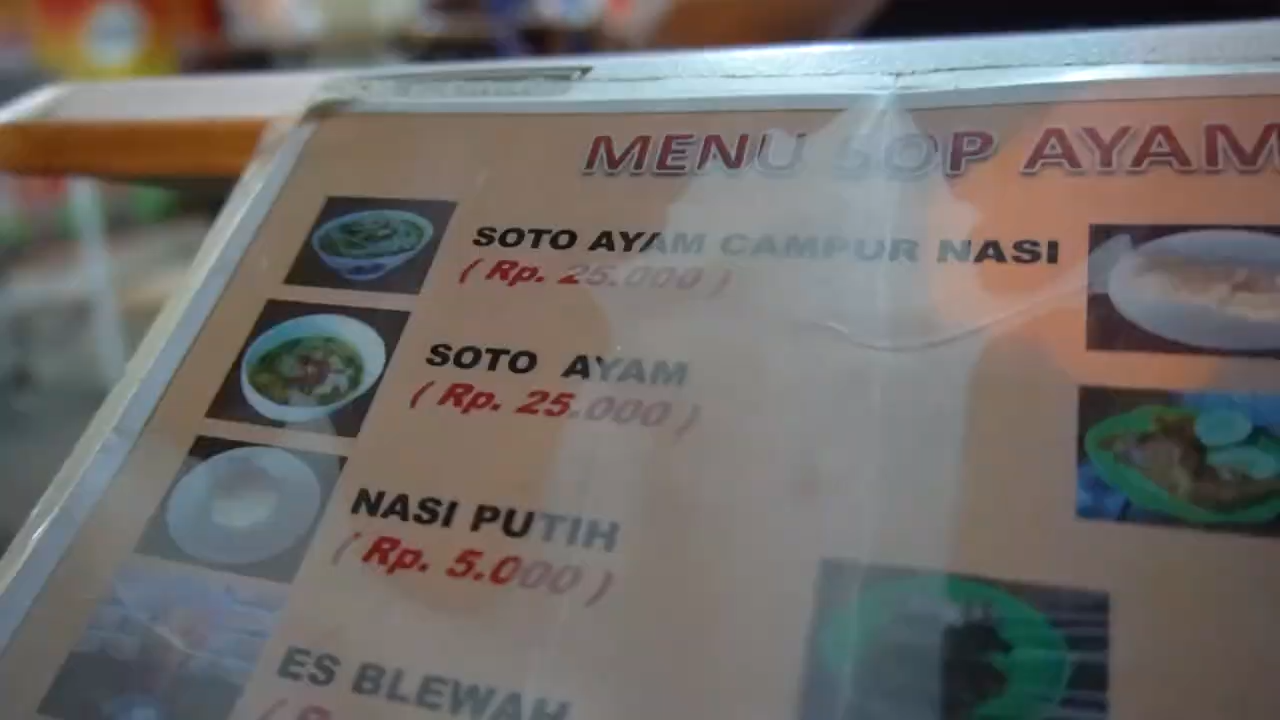 MENU SOP AYAM
SOTO AYAM CAMPUR NASI
( Rp. 25.000 )
SOTO AYAM
( Rp. 25.000 )
NASI PUTIH
( Rp. 5.000 )
ES BLEWAH